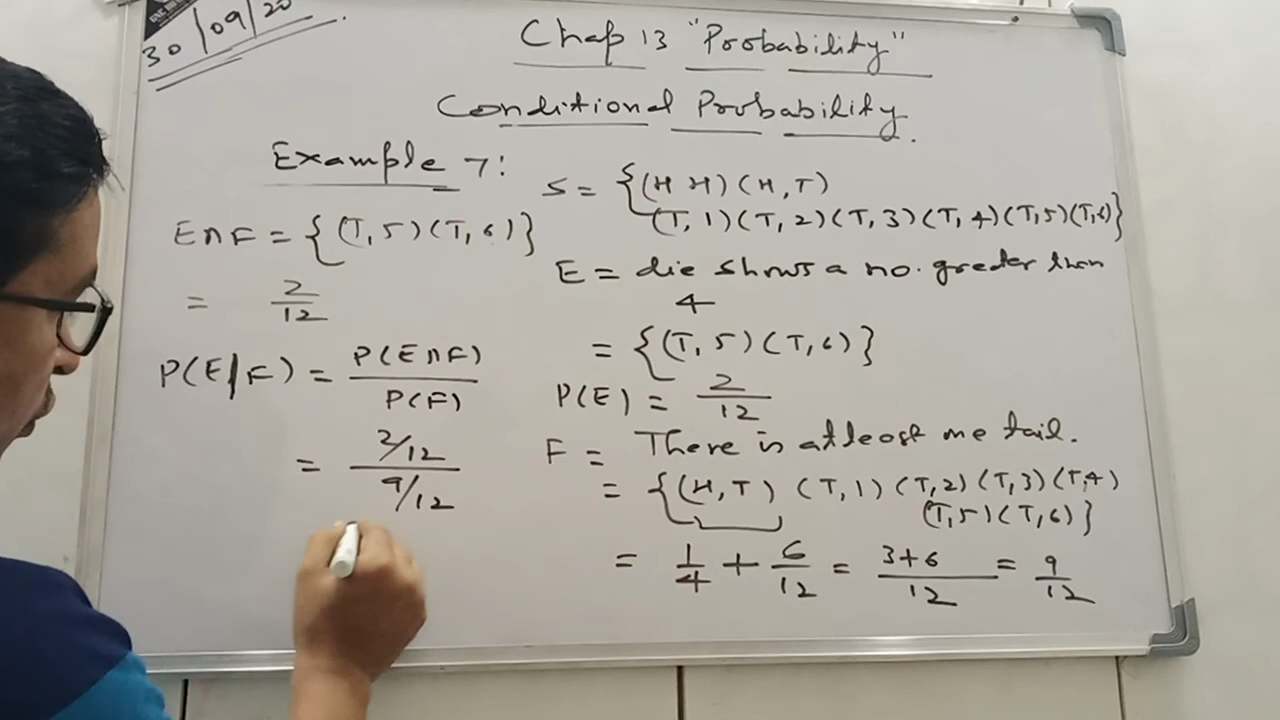 30/09/20
Chap 13 "Probability"
Conditional Probability.
Example 7:
E∩F = {(T,5)(T,6)}
= 2/12
P(E/F) = P(E∩F)/P(F)
= 2/12 / 9/12
S = {(H H)(H,T)
(T,1)(T,2)(T,3)(T,4)(T,5)(T,6)}
E = die shows a no. greater than
4
= {(T,5)(T,6)}
P(E) = 2/12
F = There is atleast one tail.
= {(H,T) (T,1) (T,2)(T,3)(T,4)
(T,5)(T,6)}
= 1/4 + 6/12 = 3+6/12 = 9/12